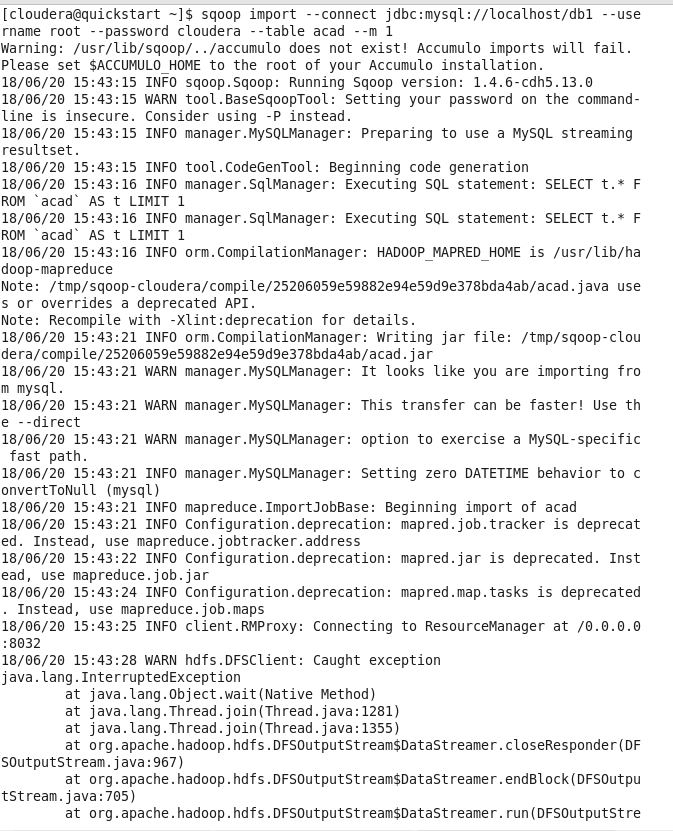 [cloudera@quickstart ~]$ sqoop import --connect jdbc:mysql://localhost/db1 --use
rname root --password cloudera --table acad --m 1
Warning: /usr/lib/sqoop/../accumulo does not exist! Accumulo imports will fail.
Please set $ACCUMULO_HOME to the root of your Accumulo installation.
18/06/20 15:43:15 INFO sqoop.Sqoop: Running Sqoop version: 1.4.6-cdh5.13.0
18/06/20 15:43:15 WARN tool.BaseSqoopTool: Setting your password on the command-
line is insecure. Consider using -P instead.
18/06/20 15:43:15 INFO manager.MySQLManager: Preparing to use a MySQL streaming
resultset.
18/06/20 15:43:15 INFO tool.CodeGenTool: Beginning code generation
18/06/20 15:43:16 INFO manager.SqlManager: Executing SQL statement: SELECT t.* F
ROM `acad` AS t LIMIT 1
18/06/20 15:43:16 INFO manager.SqlManager: Executing SQL statement: SELECT t.* F
ROM `acad` AS t LIMIT 1
18/06/20 15:43:16 INFO orm.CompilationManager: HADOOP_MAPRED_HOME is /usr/lib/ha
doop-mapreduce
Note: /tmp/sqoop-cloudera/compile/25206059e59882e94e59d9e378bda4ab/acad.java use
s or overrides a deprecated API.
Note: Recompile with -Xlint:deprecation for details.
18/06/20 15:43:21 INFO orm.CompilationManager: Writing jar file: /tmp/sqoop-clou
dera/compile/25206059e59882e94e59d9e378bda4ab/acad.jar
18/06/20 15:43:21 WARN manager.MySQLManager: It looks like you are importing fro
m mysql.
18/06/20 15:43:21 WARN manager.MySQLManager: This transfer can be faster! Use th
e --direct
18/06/20 15:43:21 WARN manager.MySQLManager: option to exercise a MySQL-specific
 fast path.
18/06/20 15:43:21 INFO manager.MySQLManager: Setting zero DATETIME behavior to c
onvertToNull (mysql)
18/06/20 15:43:21 INFO mapreduce.ImportJobBase: Beginning import of acad
18/06/20 15:43:21 INFO Configuration.deprecation: mapred.job.tracker is deprecat
ed. Instead, use mapreduce.jobtracker.address
18/06/20 15:43:22 INFO Configuration.deprecation: mapred.jar is deprecated. Inst
ead, use mapreduce.job.jar
18/06/20 15:43:24 INFO Configuration.deprecation: mapred.map.tasks is deprecated
. Instead, use mapreduce.job.maps
18/06/20 15:43:25 INFO client.RMProxy: Connecting to ResourceManager at /0.0.0.0
:8032
18/06/20 15:43:28 WARN hdfs.DFSClient: Caught exception
java.lang.InterruptedException
        at java.lang.Object.wait(Native Method)
        at java.lang.Thread.join(Thread.java:1281)
        at java.lang.Thread.join(Thread.java:1355)
        at org.apache.hadoop.hdfs.DFSOutputStream$DataStreamer.closeResponder(DF
SOutputStream.java:967)
        at org.apache.hadoop.hdfs.DFSOutputStream$DataStreamer.endBlock(DFSOutpu
tStream.java:705)
        at org.apache.hadoop.hdfs.DFSOutputStream$DataStreamer.run(DFSOutputStre